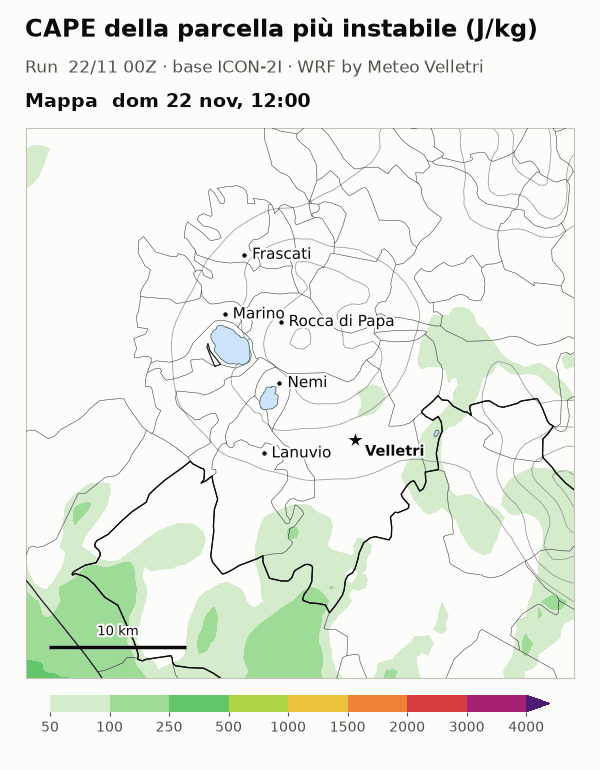 CAPE della parcella più instabile (J/kg)
Run  22/11 00Z · base ICON-2I · WRF by Meteo Velletri
Mappa  dom 22 nov, 12:00
Frascati
Marino
Rocca di Papa
Nemi
Velletri
Lanuvio
10 km
50 100 250 500 1000 1500 2000 3000 4000